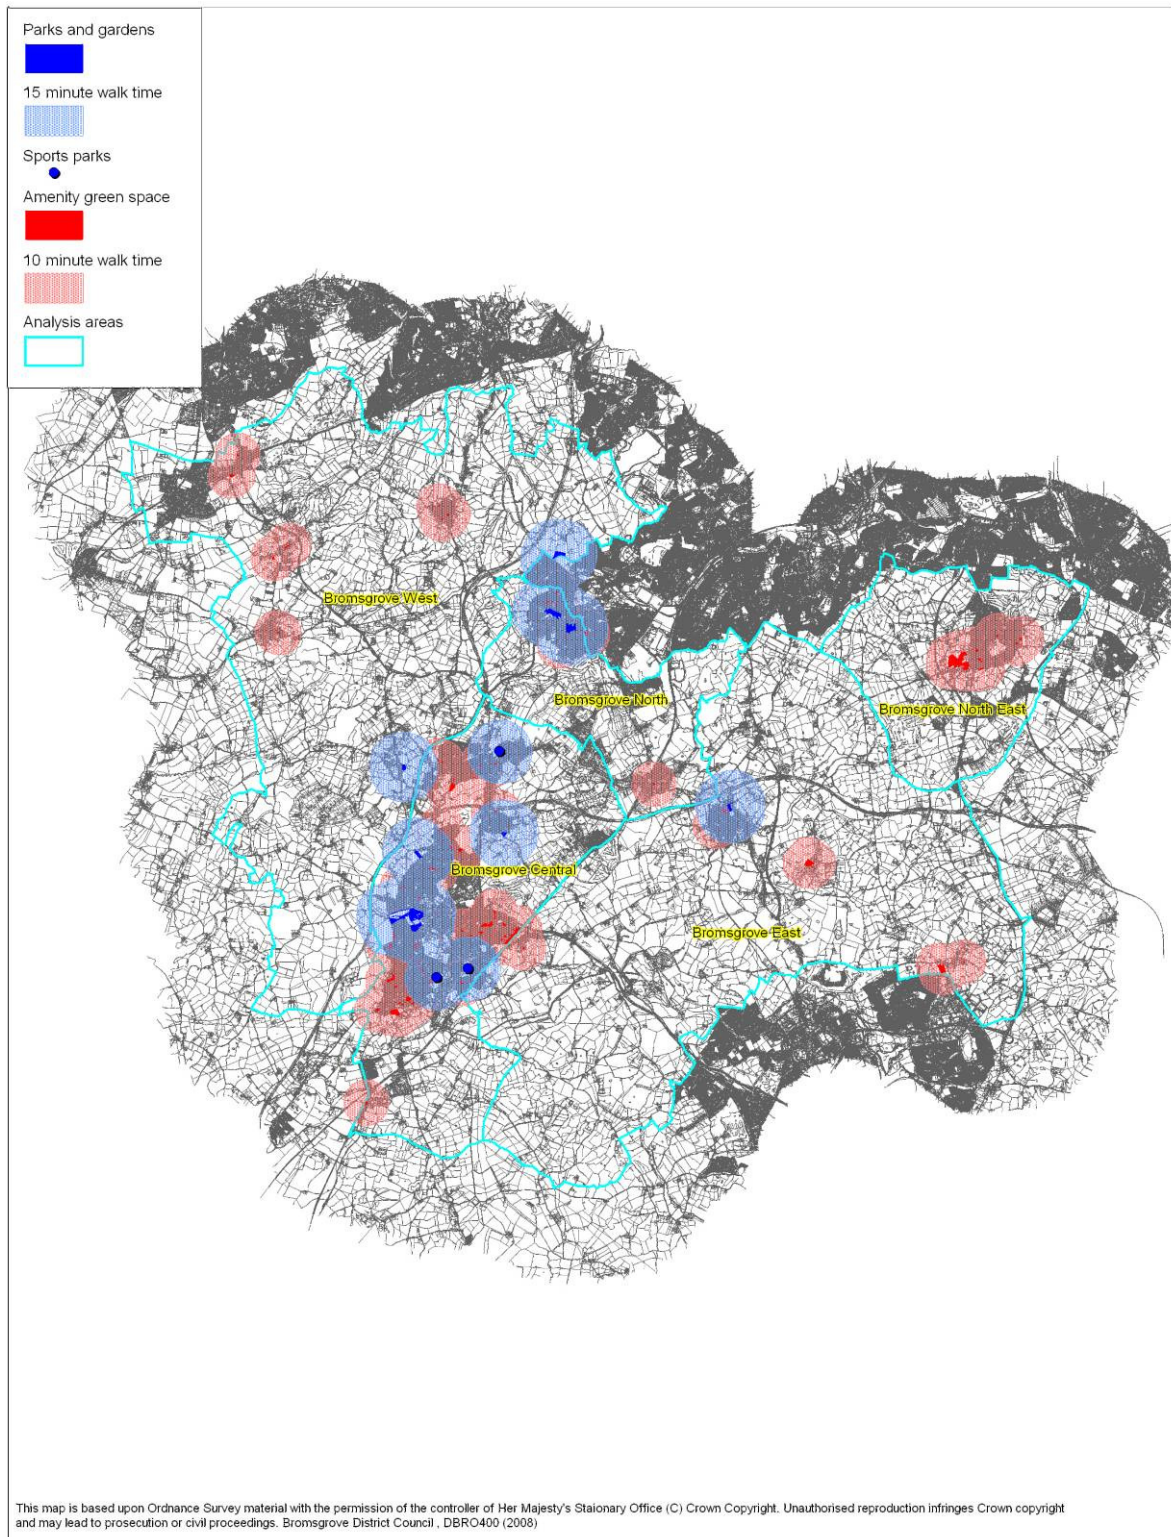 Parks and gardens
15 minute walk time
Sports parks
Amenity green space
10 minute walk time
Analysis areas
Bromsgrove West
Bromsgrove North
Bromsgrove North East
Bromsgrove Central
Bromsgrove East
This map is based upon Ordnance Survey material with the permission of the controller of Her Majesty's Staionary Office (C) Crown Copyright. Unauthorised reproduction infringes Crown copyright
and may lead to prosecution or civil proceedings. Bromsgrove District Council , DBRO400 (2008)